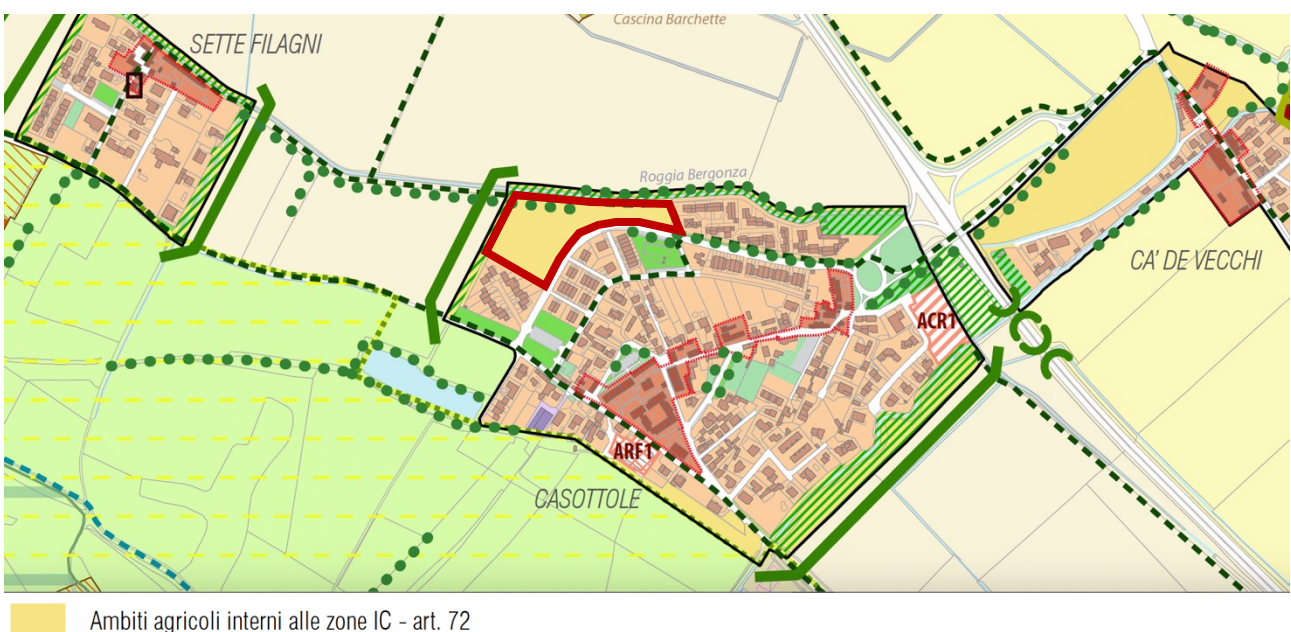 Cascina Barchette
SETTE FILAGNI
Roggia Bergonza
CA' DE VECCHI
ACR1
ARF1
CASOTTOLE
Ambiti agricoli interni alle zone IC - art. 72